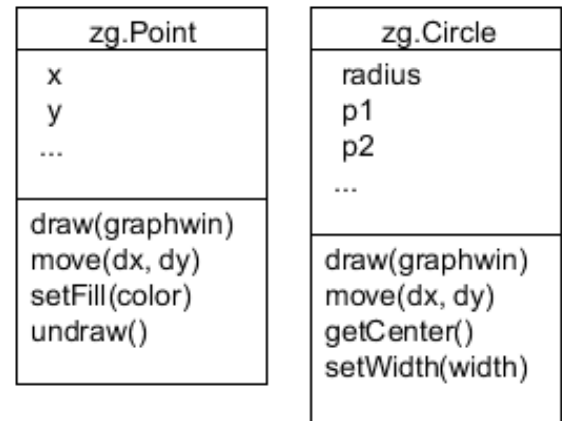 zg.Point
x
y
...
draw(graphwin)
move(dx, dy)
setFill(color)
undraw()
zg.Circle
radius
p1
p2
...
draw(graphwin)
move(dx, dy)
getCenter()
setWidth(width)